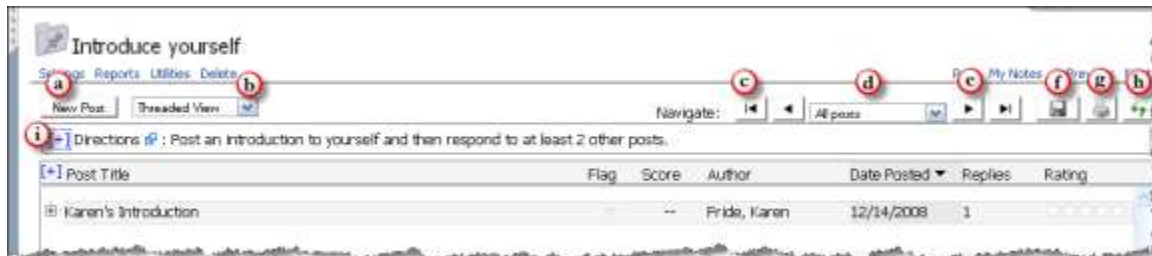 Introduce yourself
Settings Reports Utilities Delete
My Notes
a b c d c f g h
New Post Threaded View Navigate: All posts
i
[+] Directions : Post an introduction to yourself and then respond to at least 2 other posts.
[+] Post Title Flag Score Author Date Posted Replies Rating
Karen's Introduction -- Pride, Karen 12/14/2008 1